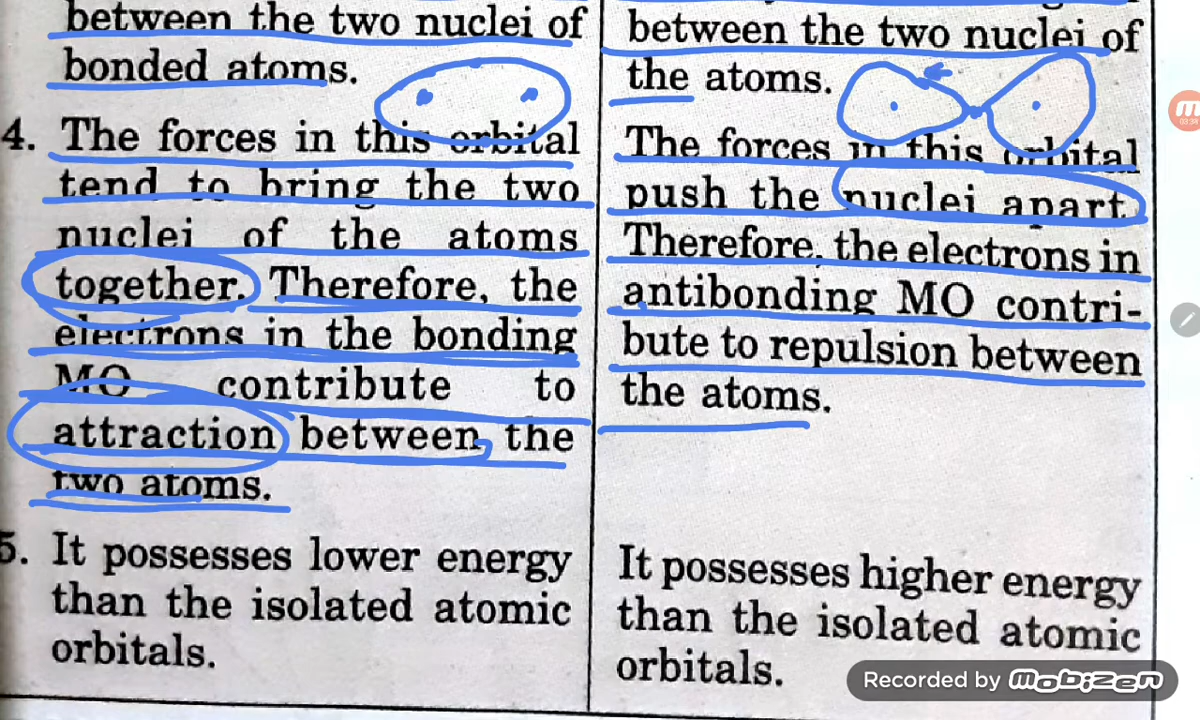 between the two nuclei of
bonded atoms.
4. The forces in this orbital
tend to bring the two
nuclei of the atoms
together. Therefore, the
electrons in the bonding
MO contribute to
attraction between the
two atoms.
5. It possesses lower energy
than the isolated atomic
orbitals.
between the two nuclei of
the atoms.
The forces in this orbital
push the nuclei apart.
Therefore, the electrons in
antibonding MO contri-
bute to repulsion between
the atoms.
It possesses higher energy
than the isolated atomic
orbitals.
03:38
Recorded by mobizen